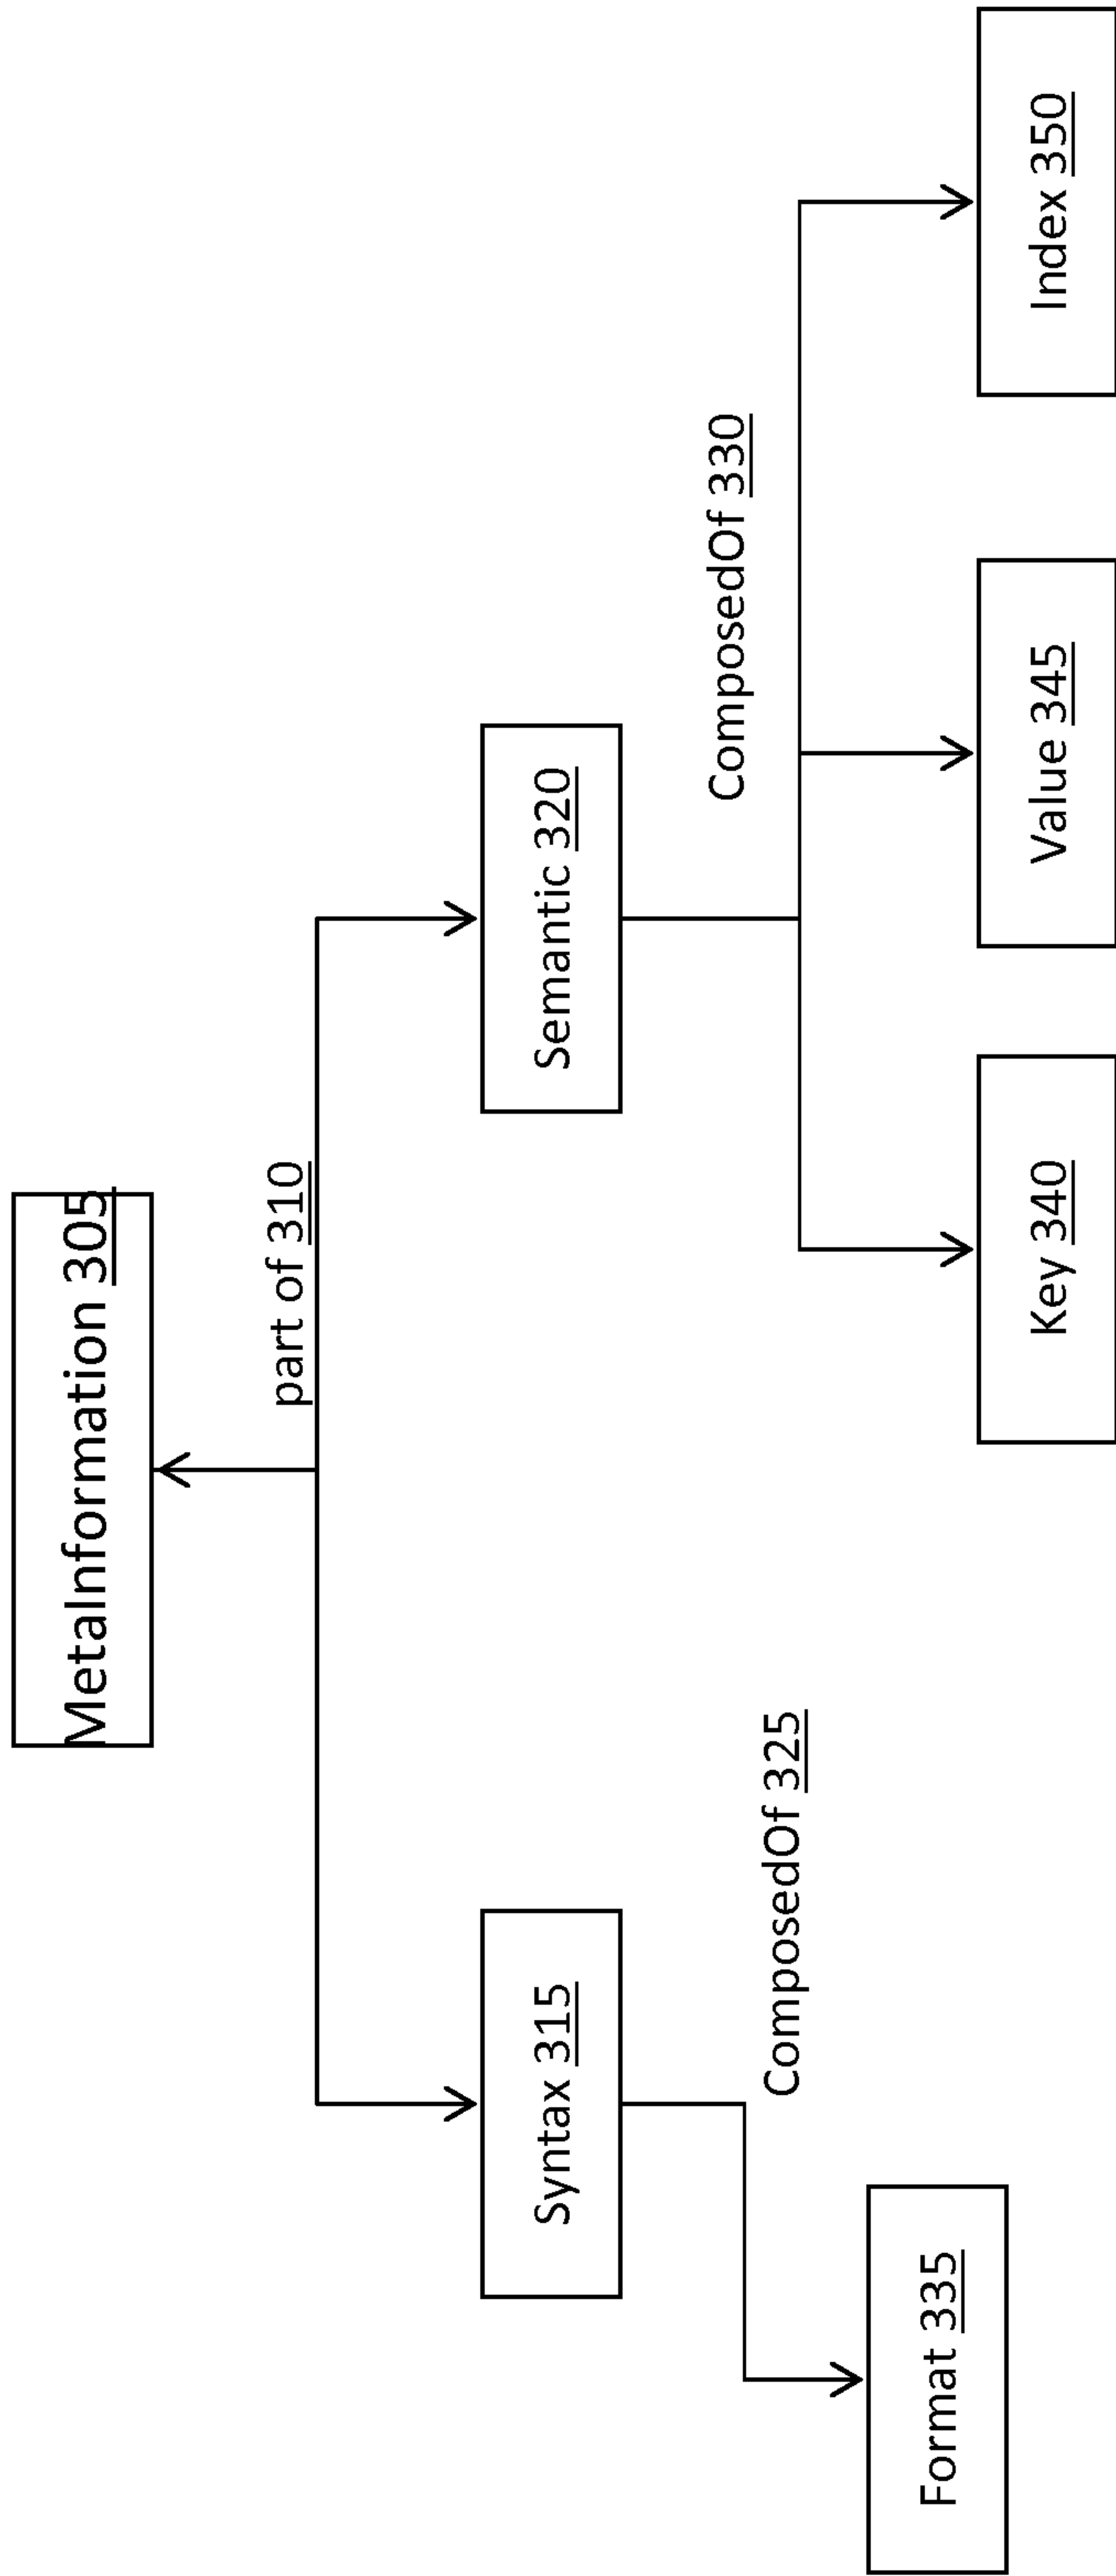 MetaInformation 305
part of 310
Syntax 315
Semantic 320
ComposedOf 325
ComposedOf 330
Format 335
Key 340
Value 345
Index 350